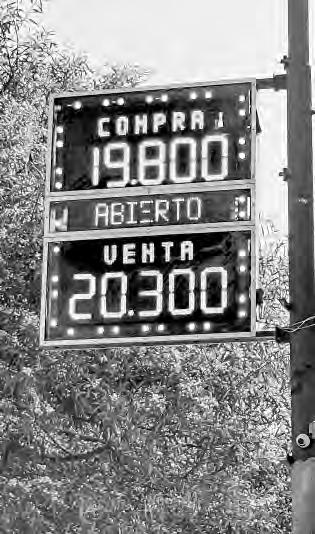 COMPRA
19.800
ABIERTO
VENTA
20.300